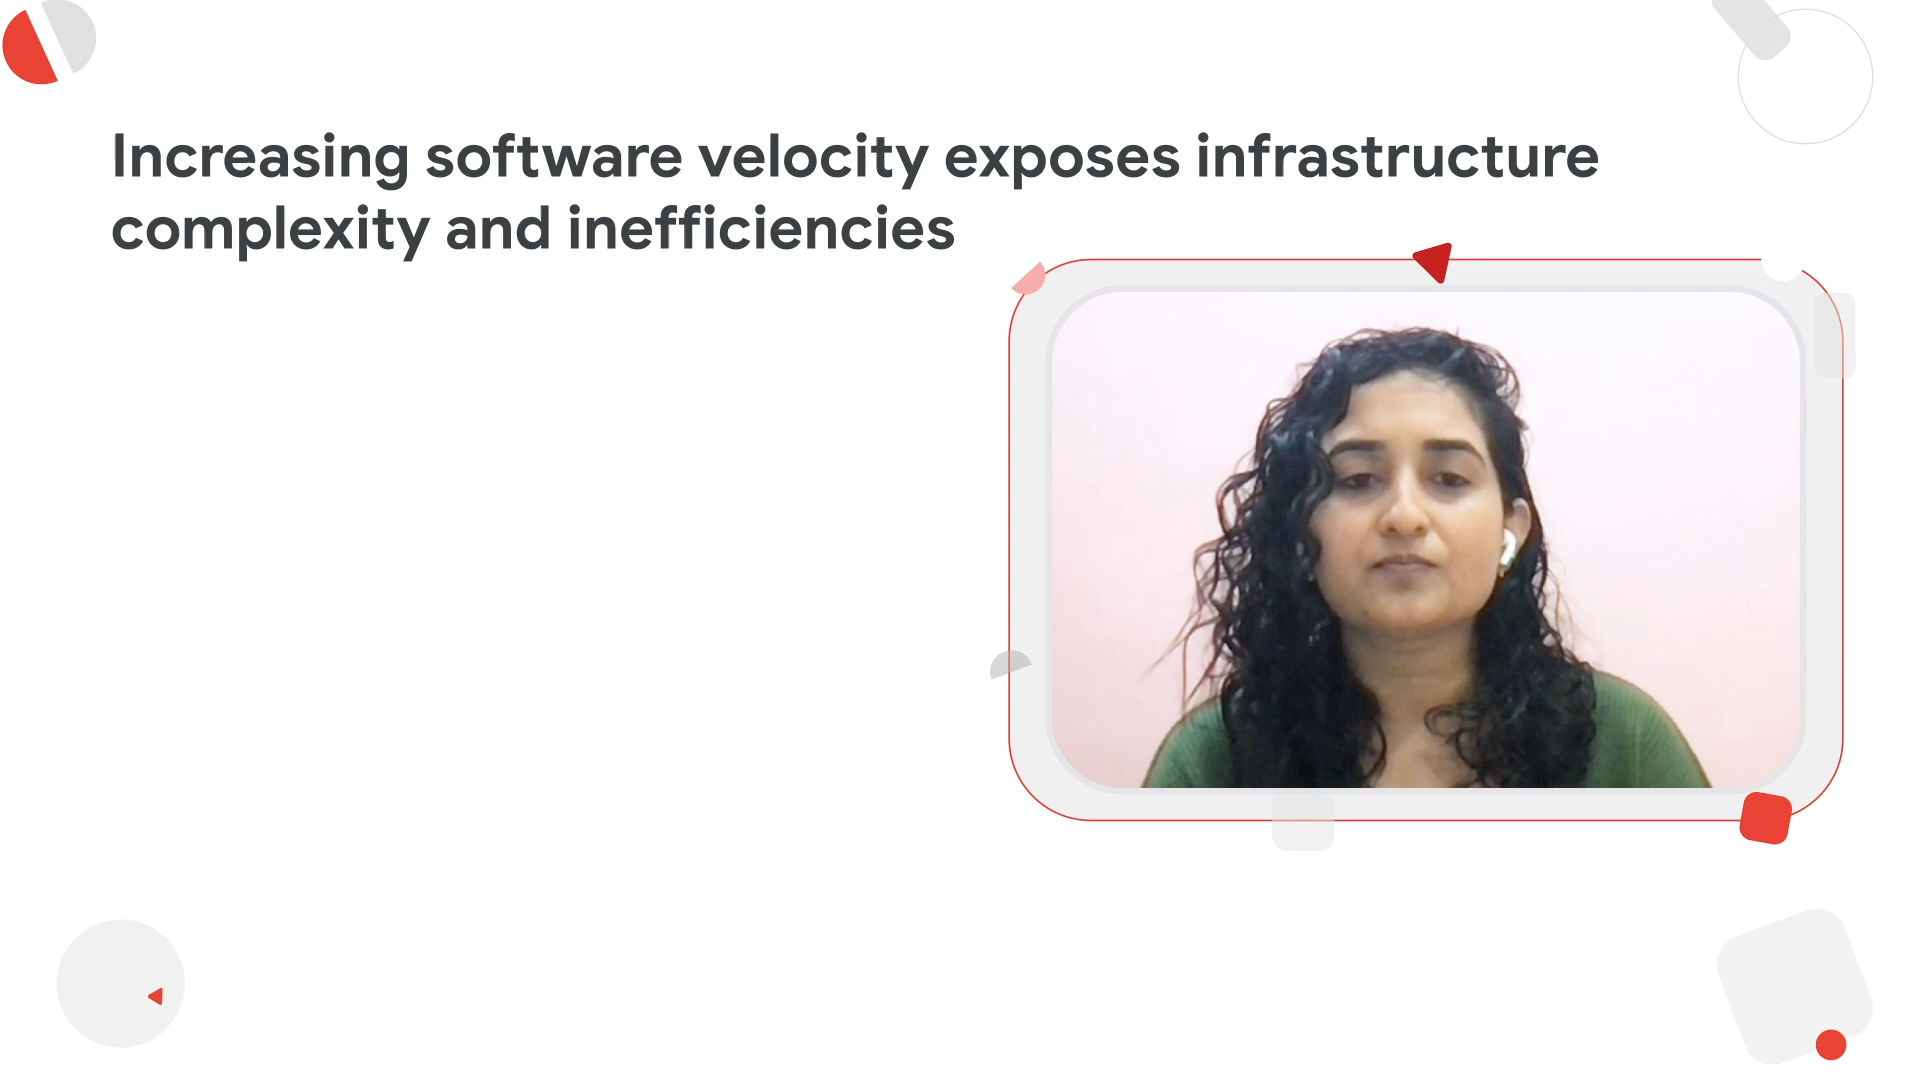 Increasing software velocity exposes infrastructure
complexity and inefficiencies